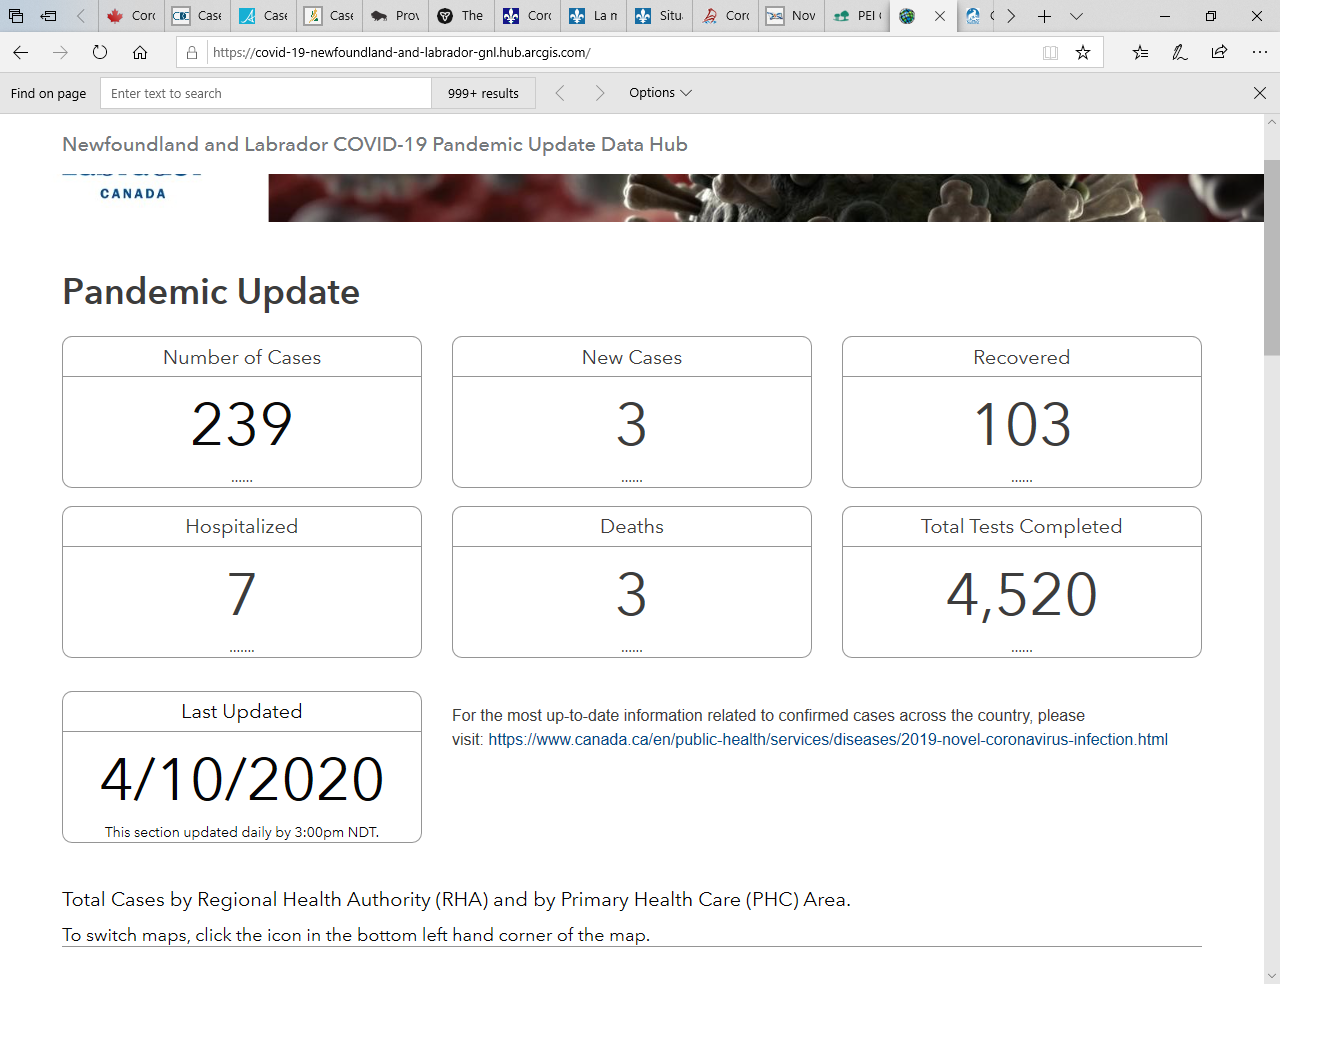 Cor
Case
Case
Case
Prov
The
Cor
La n
Situ
Cor
Nov
PEI
https://covid-19-newfoundland-and-labrador-gnl.hub.arcgis.com/
Find on page
Enter text to search
999+ results
Options
Newfoundland and Labrador COVID-19 Pandemic Update Data Hub
CANADA
Pandemic Update
Number of Cases
New Cases
Recovered
239
3
103
......
......
......
Hospitalized
Deaths
Total Tests Completed
7
3
4,520
.......
......
......
Last Updated
4/10/2020
This section updated daily by 3:00pm NDT.
For the most up-to-date information related to confirmed cases across the country, please
visit: https://www.canada.ca/en/public-health/services/diseases/2019-novel-coronavirus-infection.html
Total Cases by Regional Health Authority (RHA) and by Primary Health Care (PHC) Area.
To switch maps, click the icon in the bottom left hand corner of the map.